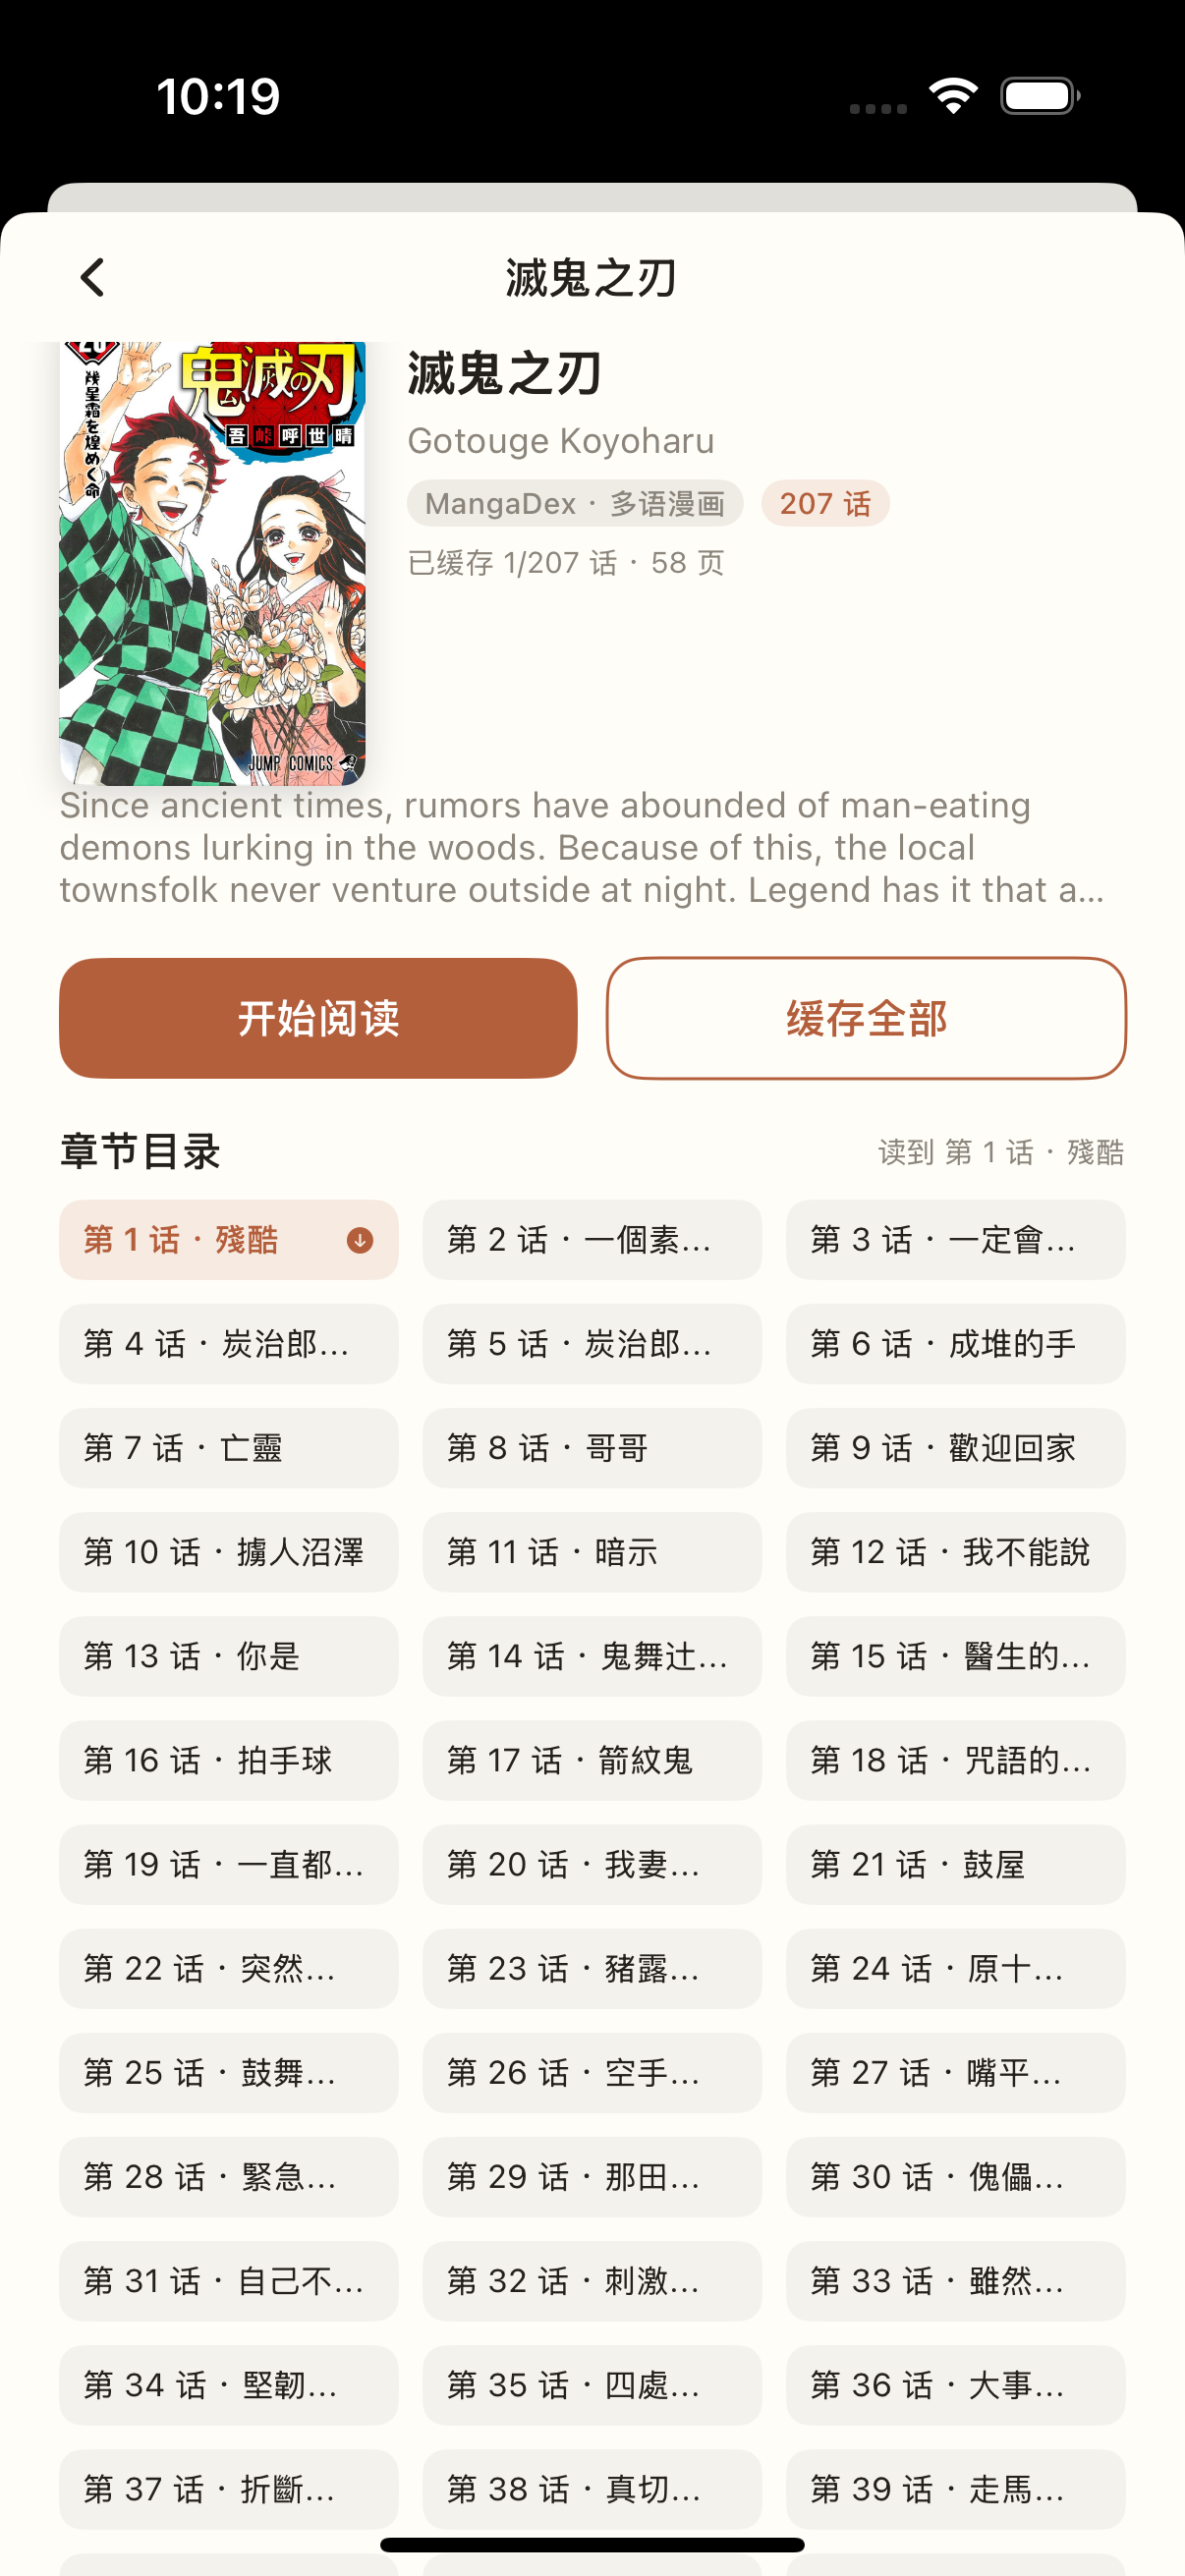 10:19
滅鬼之刃
幾星霜を煌めく命
鬼滅の刃
吾峠呼世晴
JUMP COMICS
滅鬼之刃
Gotouge Koyoharu
MangaDex · 多语漫画 207 话
已缓存 1/207 话 · 58 页
Since ancient times, rumors have abounded of man-eating
demons lurking in the woods. Because of this, the local
townsfolk never venture outside at night. Legend has it that a...
开始阅读 缓存全部
章节目录 读到 第 1 话 · 殘酷
第 1 话 · 殘酷 第 2 话 · 一個素... 第 3 话 · 一定會...
第 4 话 · 炭治郎... 第 5 话 · 炭治郎... 第 6 话 · 成堆的手
第 7 话 · 亡靈 第 8 话 · 哥哥 第 9 话 · 歡迎回家
第 10 话 · 擄人沼澤 第 11 话 · 暗示 第 12 话 · 我不能說
第 13 话 · 你是 第 14 话 · 鬼舞辻... 第 15 话 · 醫生的...
第 16 话 · 拍手球 第 17 话 · 箭紋鬼 第 18 话 · 咒語的...
第 19 话 · 一直都... 第 20 话 · 我妻... 第 21 话 · 鼓屋
第 22 话 · 突然... 第 23 话 · 豬露... 第 24 话 · 原十...
第 25 话 · 鼓舞... 第 26 话 · 空手... 第 27 话 · 嘴平...
第 28 话 · 緊急... 第 29 话 · 那田... 第 30 话 · 傀儡...
第 31 话 · 自己不... 第 32 话 · 刺激... 第 33 话 · 雖然...
第 34 话 · 堅韌... 第 35 话 · 四處... 第 36 话 · 大事...
第 37 话 · 折斷... 第 38 话 · 真切... 第 39 话 · 走馬...